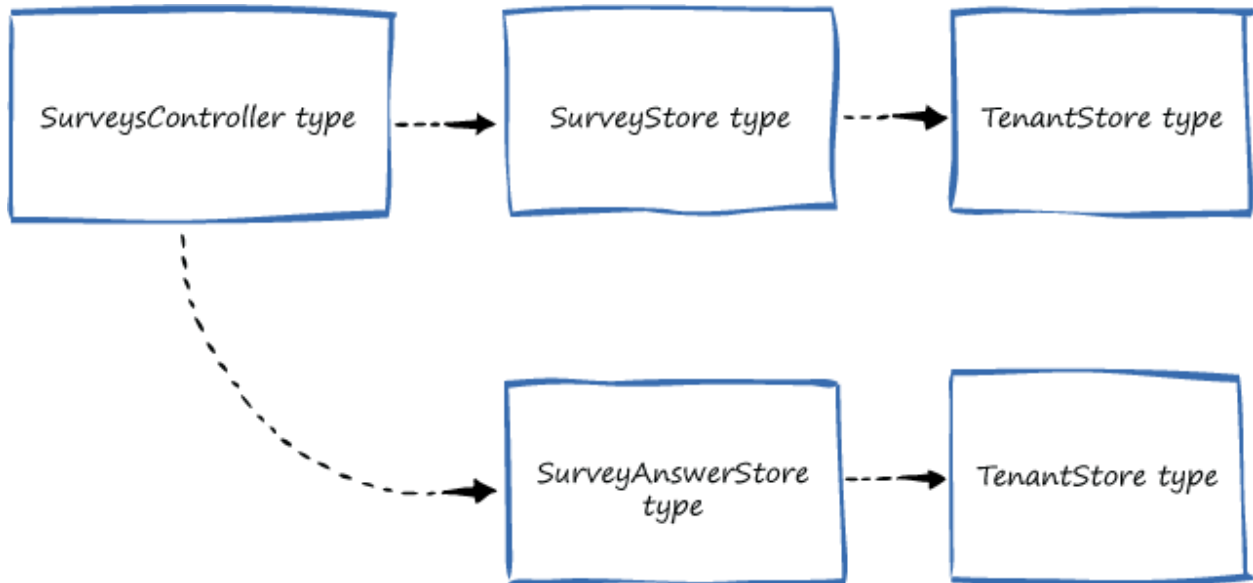 SurveysController type
SurveyStore type
TenantStore type
SurveyAnswerStore
type
TenantStore type